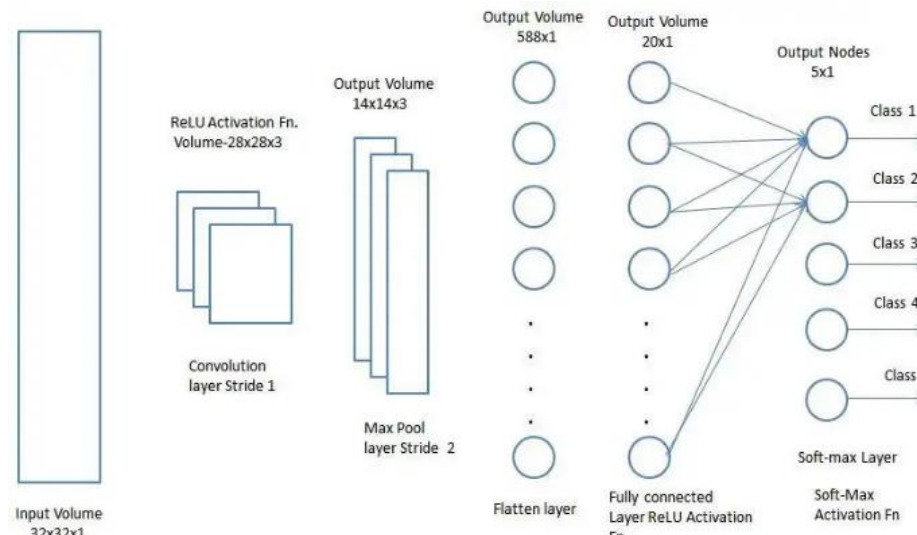 Output Volume
588x1
Output Volume
20x1
Output Nodes
5x1
Output Volume
14x14x3
ReLU Activation Fn.
Volume-28x28x3
Class 1
Class 2
Class 3
Class 4
Class
Convolution
layer Stride 1
Max Pool
layer Stride 2
Soft-max Layer
Input Volume
32x32x1
Flatten layer
Fully connected
Layer ReLU Activation
Fn
Soft-Max
Activation Fn